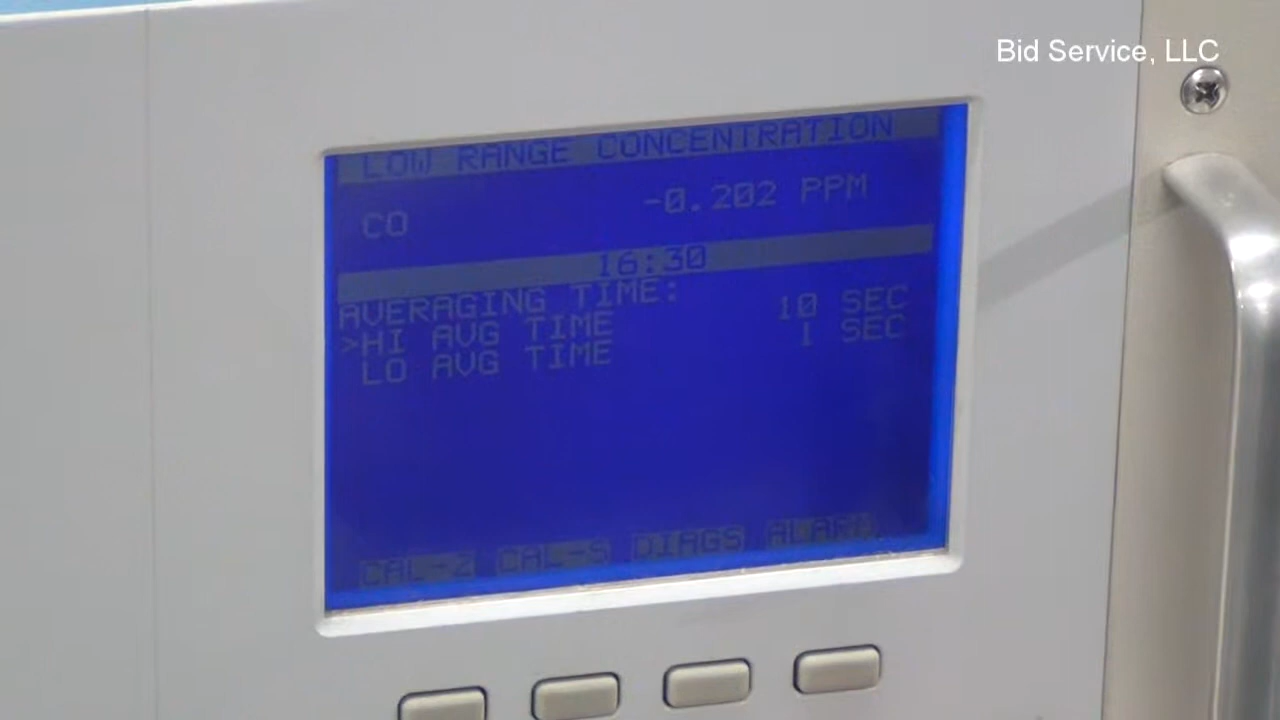 Bid Service, LLC
LOW RANGE CONCENTRATION
CO -0.202 PPM
16:30
AVERAGING TIME:
>HI AVG TIME 10 SEC
LO AVG TIME 1 SEC
CAL-Z CAL-S DIAGS ALARM